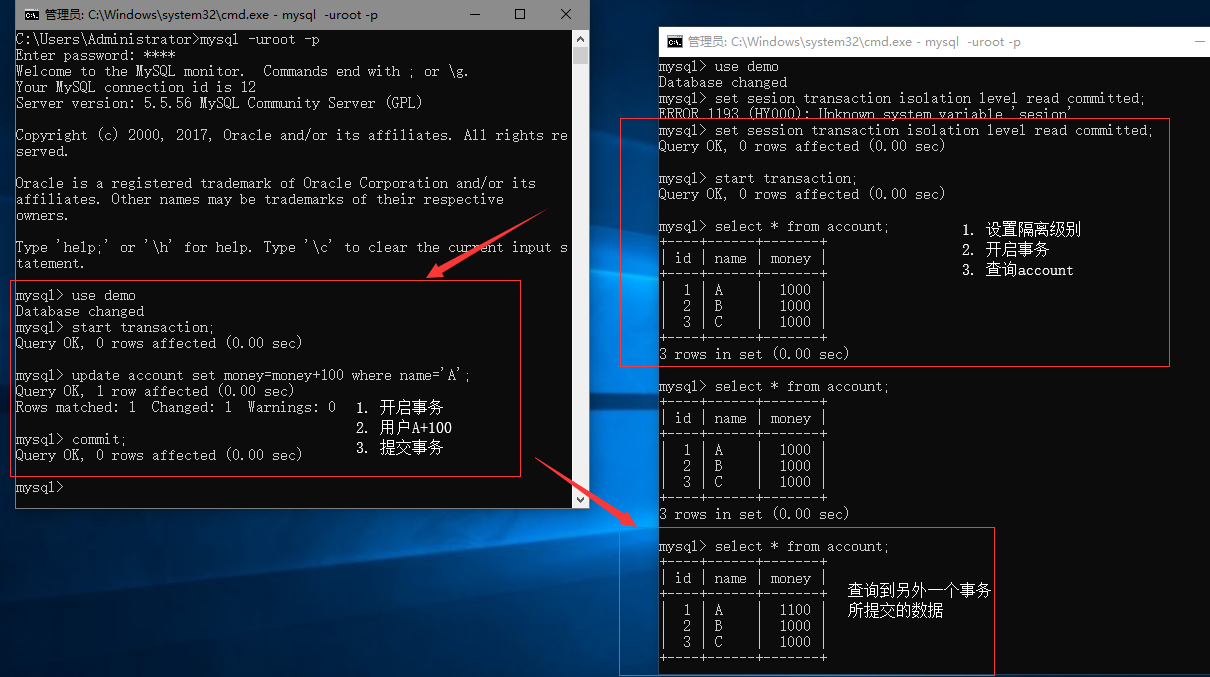 管理员: C:\Windows\system32\cmd.exe - mysql  -uroot -p
C:\Users\Administrator>mysql -uroot -p
Enter password: ****
Welcome to the MySQL monitor.  Commands end with ; or \g.
Your MySQL connection id is 12
Server version: 5.5.56 MySQL Community Server (GPL)
Copyright (c) 2000, 2017, Oracle and/or its affiliates. All rights re
served.
Oracle is a registered trademark of Oracle Corporation and/or its
affiliates. Other names may be trademarks of their respective
owners.
Type 'help;' or '\h' for help. Type '\c' to clear the current input s
tatement.
mysql> use demo
Database changed
mysql> start transaction;
Query OK, 0 rows affected (0.00 sec)
mysql> update account set money=money+100 where name='A';
Query OK, 1 row affected (0.00 sec)
Rows matched: 1  Changed: 1  Warnings: 0
1. 开启事务
2. 用户A+100
3. 提交事务
mysql> commit;
Query OK, 0 rows affected (0.00 sec)
mysql>
管理员: C:\Windows\system32\cmd.exe - mysql  -uroot -p
mysql> use demo
Database changed
mysql> set sesion transaction isolation level read committed;
ERROR 1193 (HY000): Unknown system variable 'sesion'
mysql> set session transaction isolation level read committed;
Query OK, 0 rows affected (0.00 sec)
mysql> start transaction;
Query OK, 0 rows affected (0.00 sec)
mysql> select * from account;
+----+------+-------+
| id | name | money |
+----+------+-------+
|  1 | A    |  1000 |
|  2 | B    |  1000 |
|  3 | C    |  1000 |
+----+------+-------+
3 rows in set (0.00 sec)
1. 设置隔离级别
2. 开启事务
3. 查询account
mysql> select * from account;
+----+------+-------+
| id | name | money |
+----+------+-------+
|  1 | A    |  1000 |
|  2 | B    |  1000 |
|  3 | C    |  1000 |
+----+------+-------+
3 rows in set (0.00 sec)
mysql> select * from account;
+----+------+-------+
| id | name | money |
+----+------+-------+
|  1 | A    |  1100 |
|  2 | B    |  1000 |
|  3 | C    |  1000 |
+----+------+-------+
查询到另外一个事务
所提交的数据